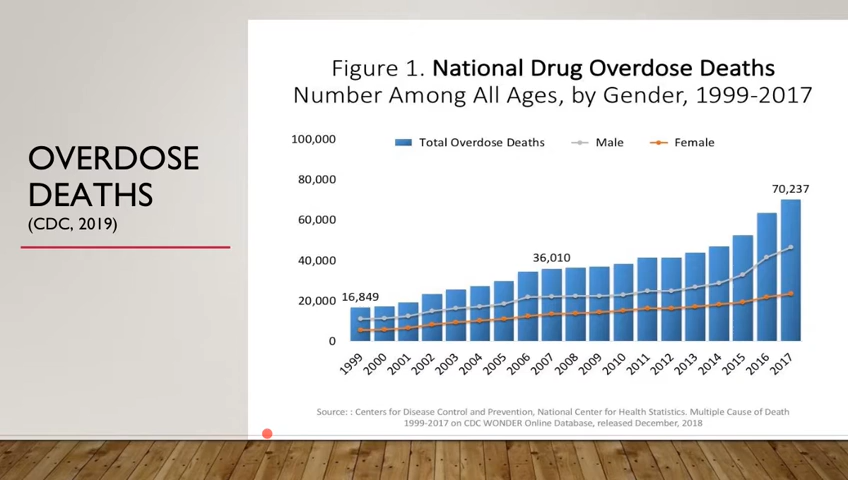 OVERDOSE
DEATHS
(CDC, 2019)
Figure 1. National Drug Overdose Deaths
Number Among All Ages, by Gender, 1999-2017
Total Overdose Deaths
Male
Female
100,000
80,000
60,000
40,000
20,000
0
16,849
36,010
70,237
1999
2000
2001
2002
2003
2004
2005
2006
2007
2008
2009
2010
2011
2012
2013
2014
2015
2016
2017
Source: : Centers for Disease Control and Prevention, National Center for Health Statistics. Multiple Cause of Death
1999-2017 on CDC WONDER Online Database, released December, 2018